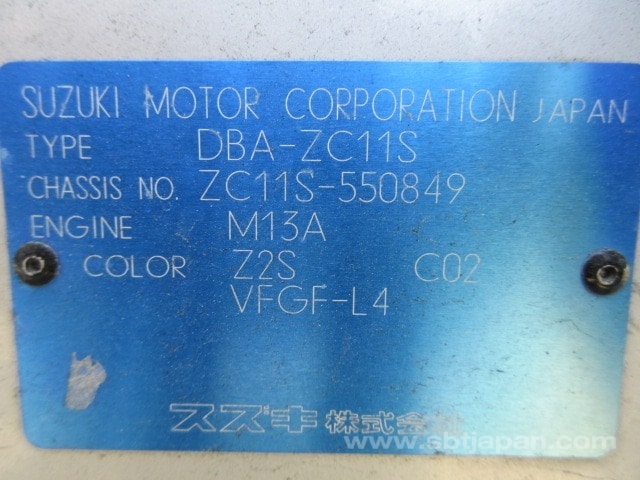 SUZUKI MOTOR CORPORATION JAPAN
TYPE DBA-ZC11S
CHASSIS NO. ZC11S-550849
ENGINE M13A
COLOR Z2S C02
VFGF-L4
スズキ株式会社
www.sbtjapan.com